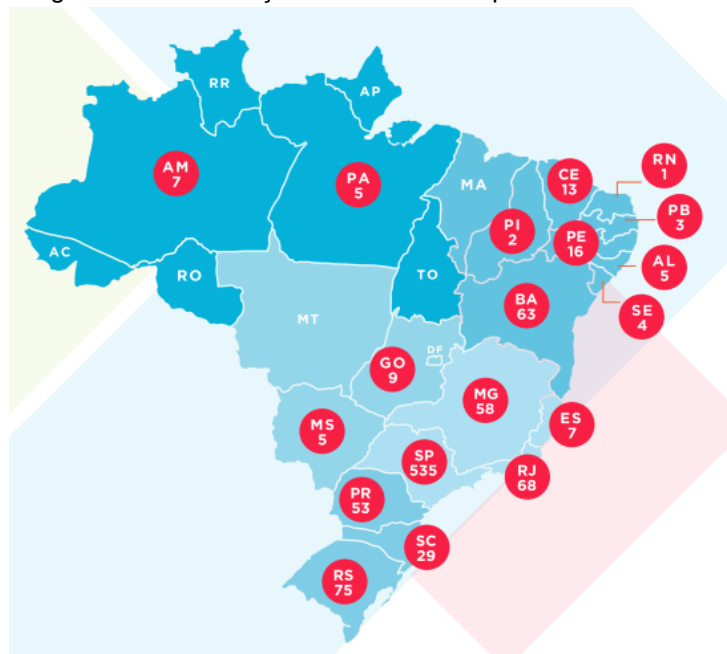 RR
AP
AM
7
PA
5
MA
CE
13
RN
1
PI
2
PE
16
PB
3
AC
RO
TO
AL
5
BA
63
SE
4
MT
DF
GO
9
MG
58
MS
5
ES
7
SP
535
RJ
68
PR
53
SC
29
RS
75